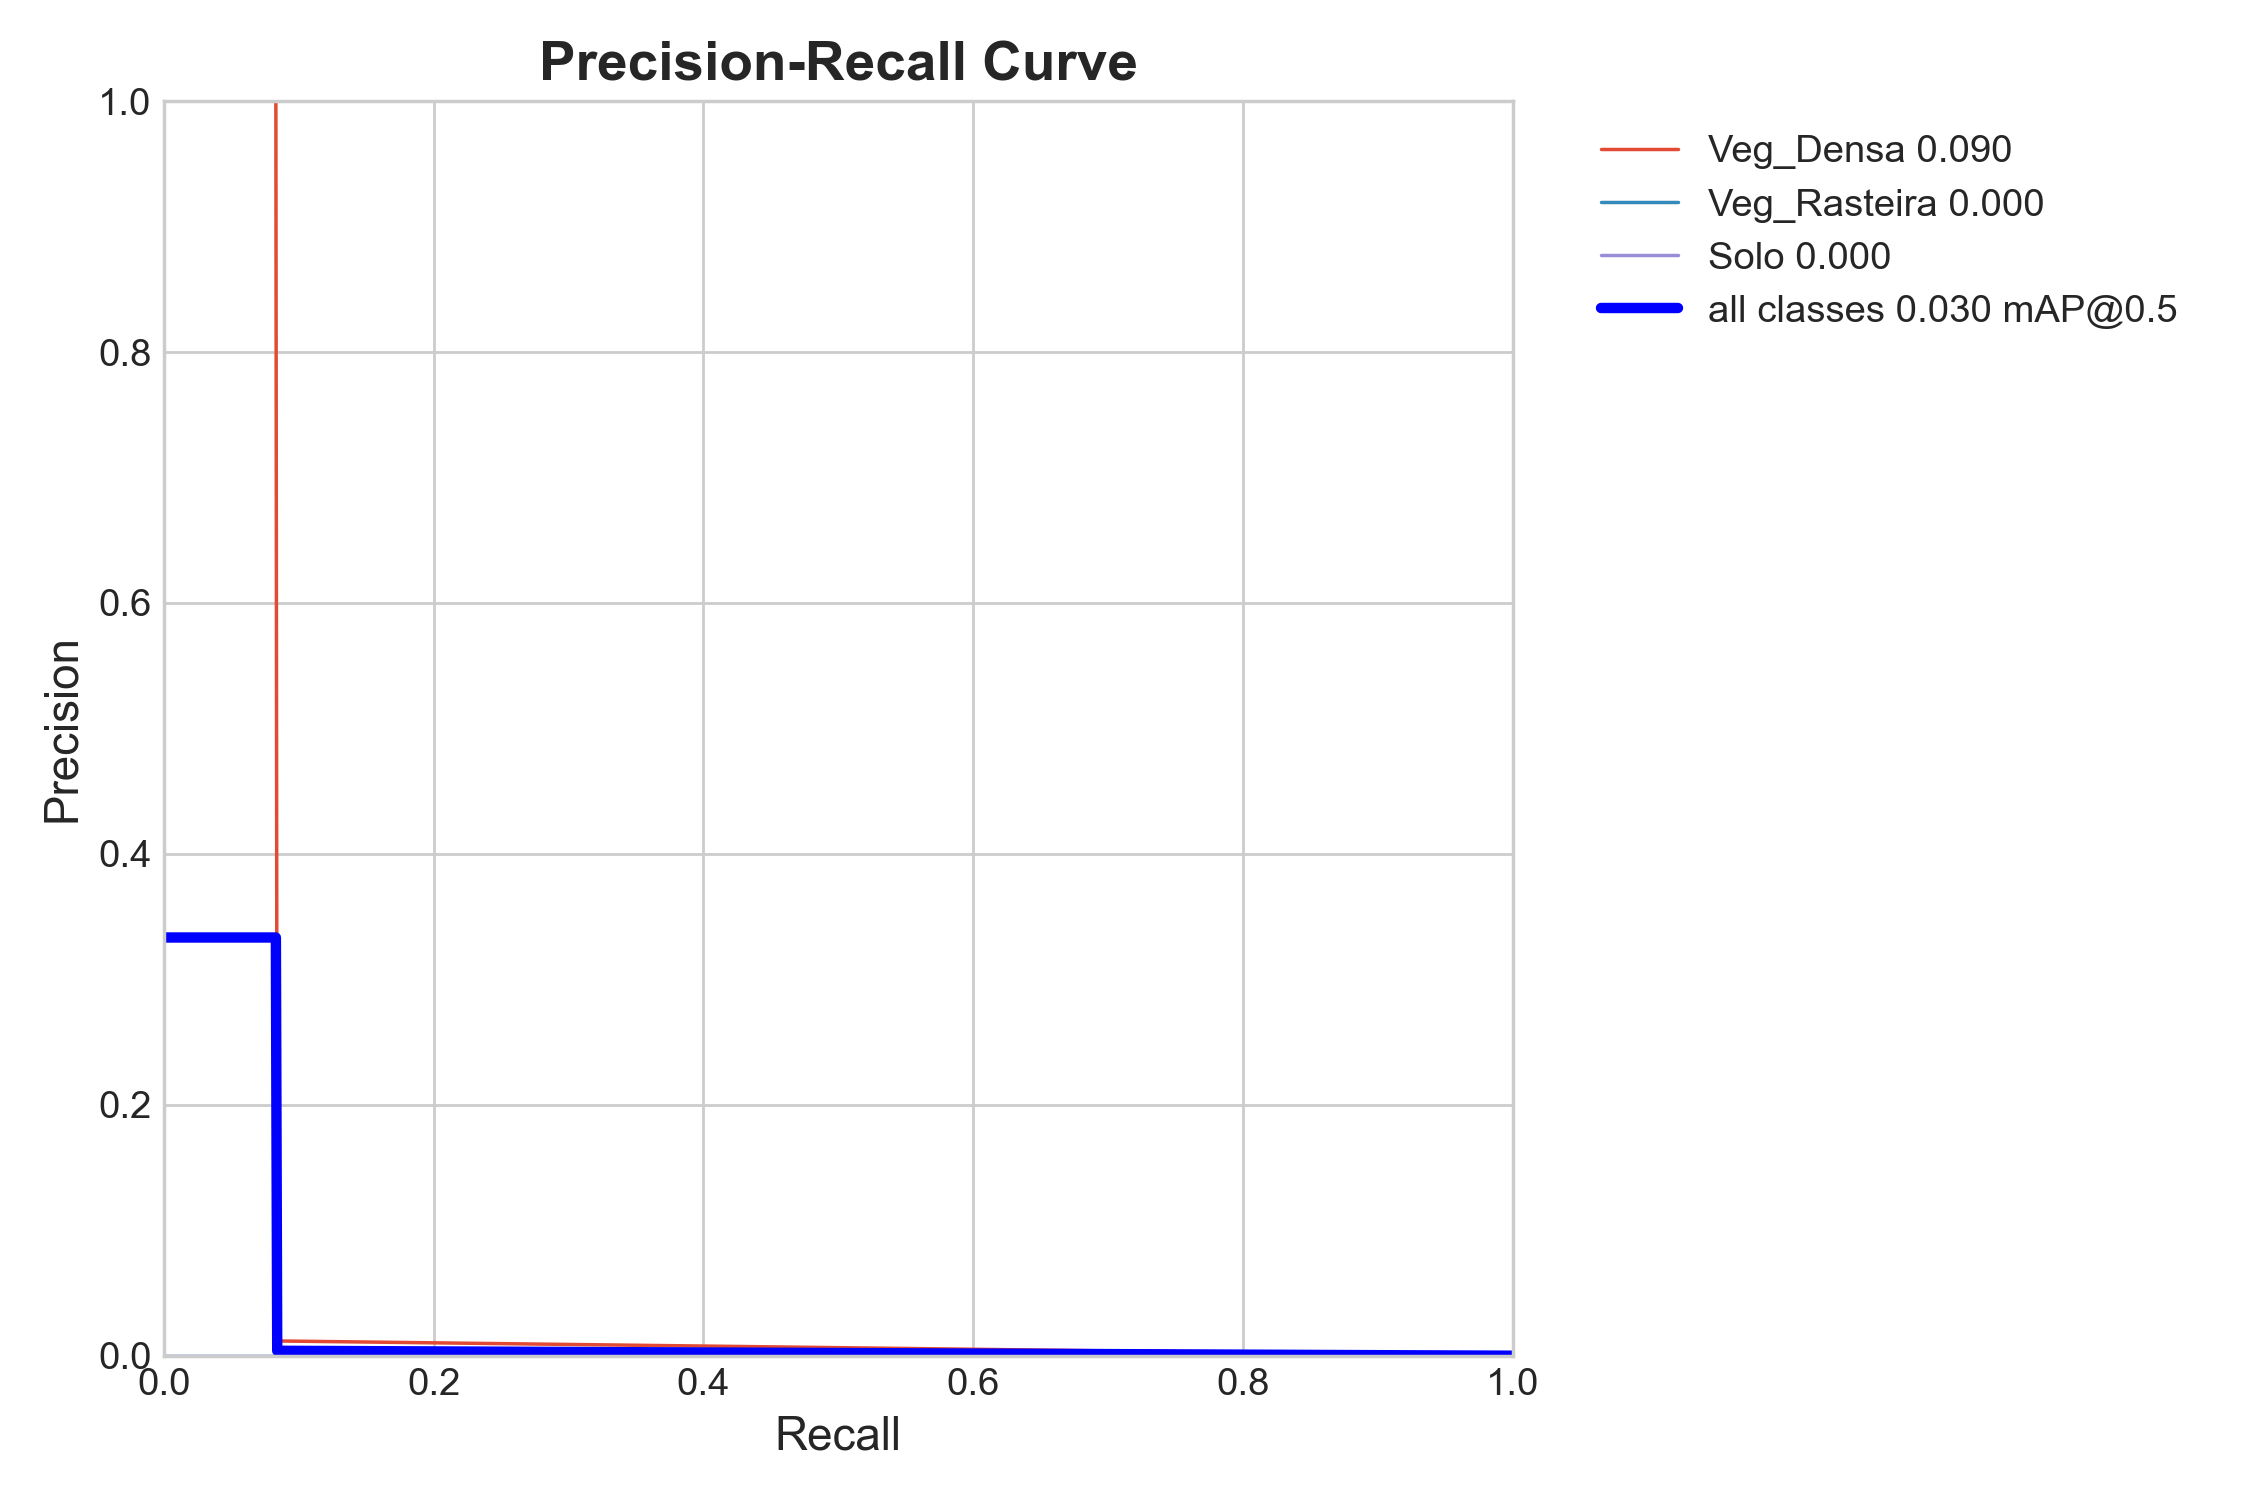 Precision-Recall Curve
1.0
0.8
0.6
0.4
0.2
0.0
Precision
0.0 0.2 0.4 0.6 0.8 1.0
Recall
Veg_Densa 0.090
Veg_Rasteira 0.000
Solo 0.000
all classes 0.030 mAP@0.5